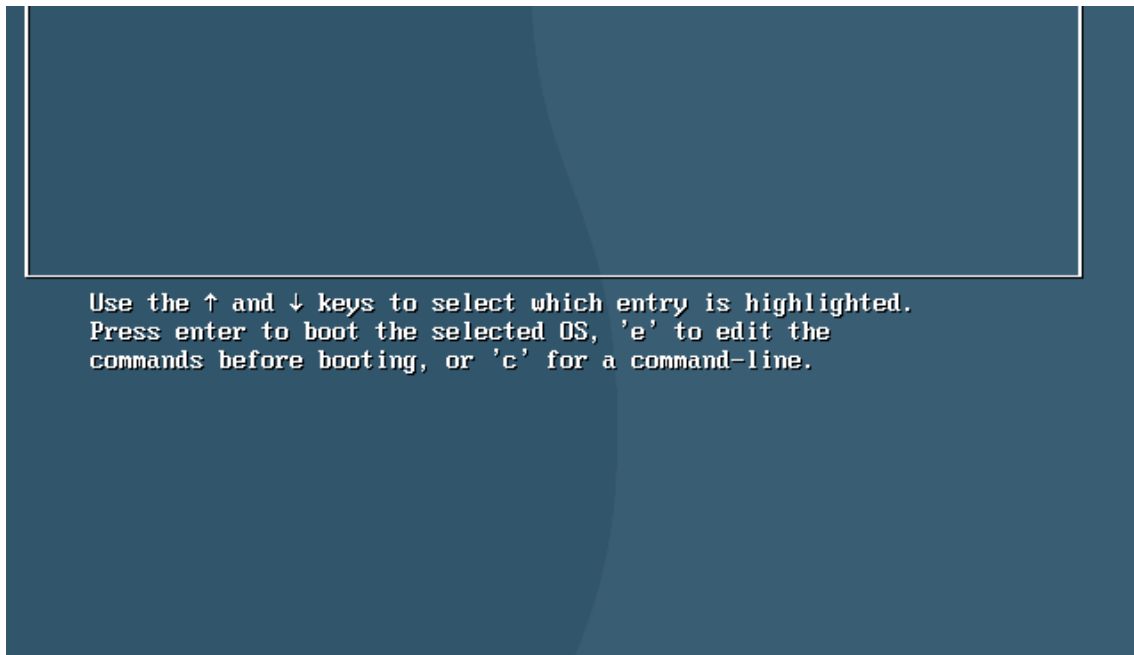 Use the ↑ and ↓ keys to select which entry is highlighted.
Press enter to boot the selected OS, 'e' to edit the
commands before booting, or 'c' for a command-line.